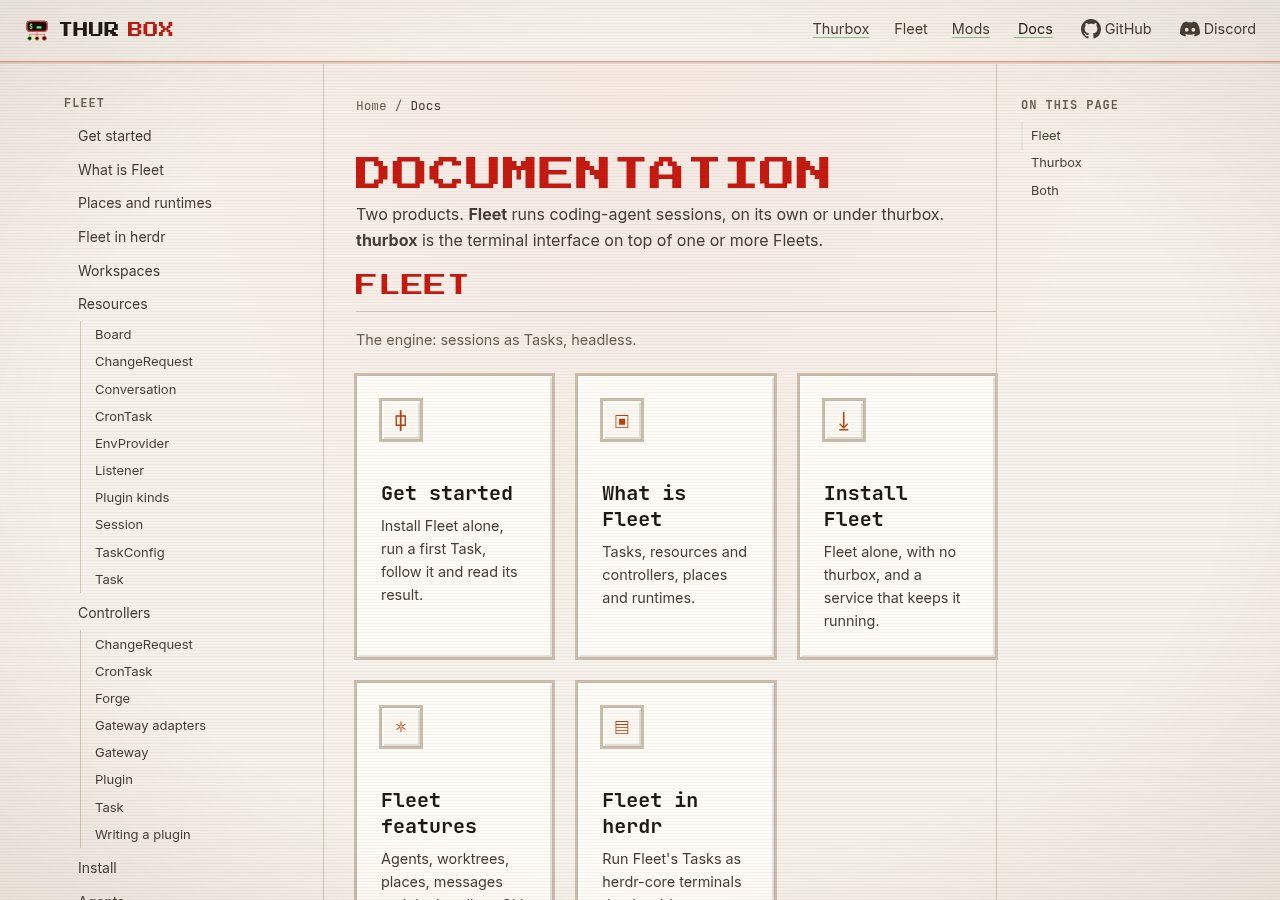 THUR BOX
Thurbox
Fleet
Mods
Docs
GitHub
Discord
FLEET
Get started
What is Fleet
Places and runtimes
Fleet in herdr
Workspaces
Resources
Board
ChangeRequest
Conversation
CronTask
EnvProvider
Listener
Plugin kinds
Session
TaskConfig
Task
Controllers
ChangeRequest
CronTask
Forge
Gateway adapters
Gateway
Plugin
Task
Writing a plugin
Install
Home / Docs
DOCUMENTATION
Two products. Fleet runs coding-agent sessions, on its own or under thurbox.
thurbox is the terminal interface on top of one or more Fleets.
FLEET
The engine: sessions as Tasks, headless.
Get started
Install Fleet alone,
run a first Task,
follow it and read its
result.
What is
Fleet
Tasks, resources and
controllers, places
and runtimes.
Install
Fleet
Fleet alone, with no
thurbox, and a
service that keeps it
running.
Fleet
features
Agents, worktrees,
places, messages
Fleet in
herdr
Run Fleet's Tasks as
herdr-core terminals
ON THIS PAGE
Fleet
Thurbox
Both